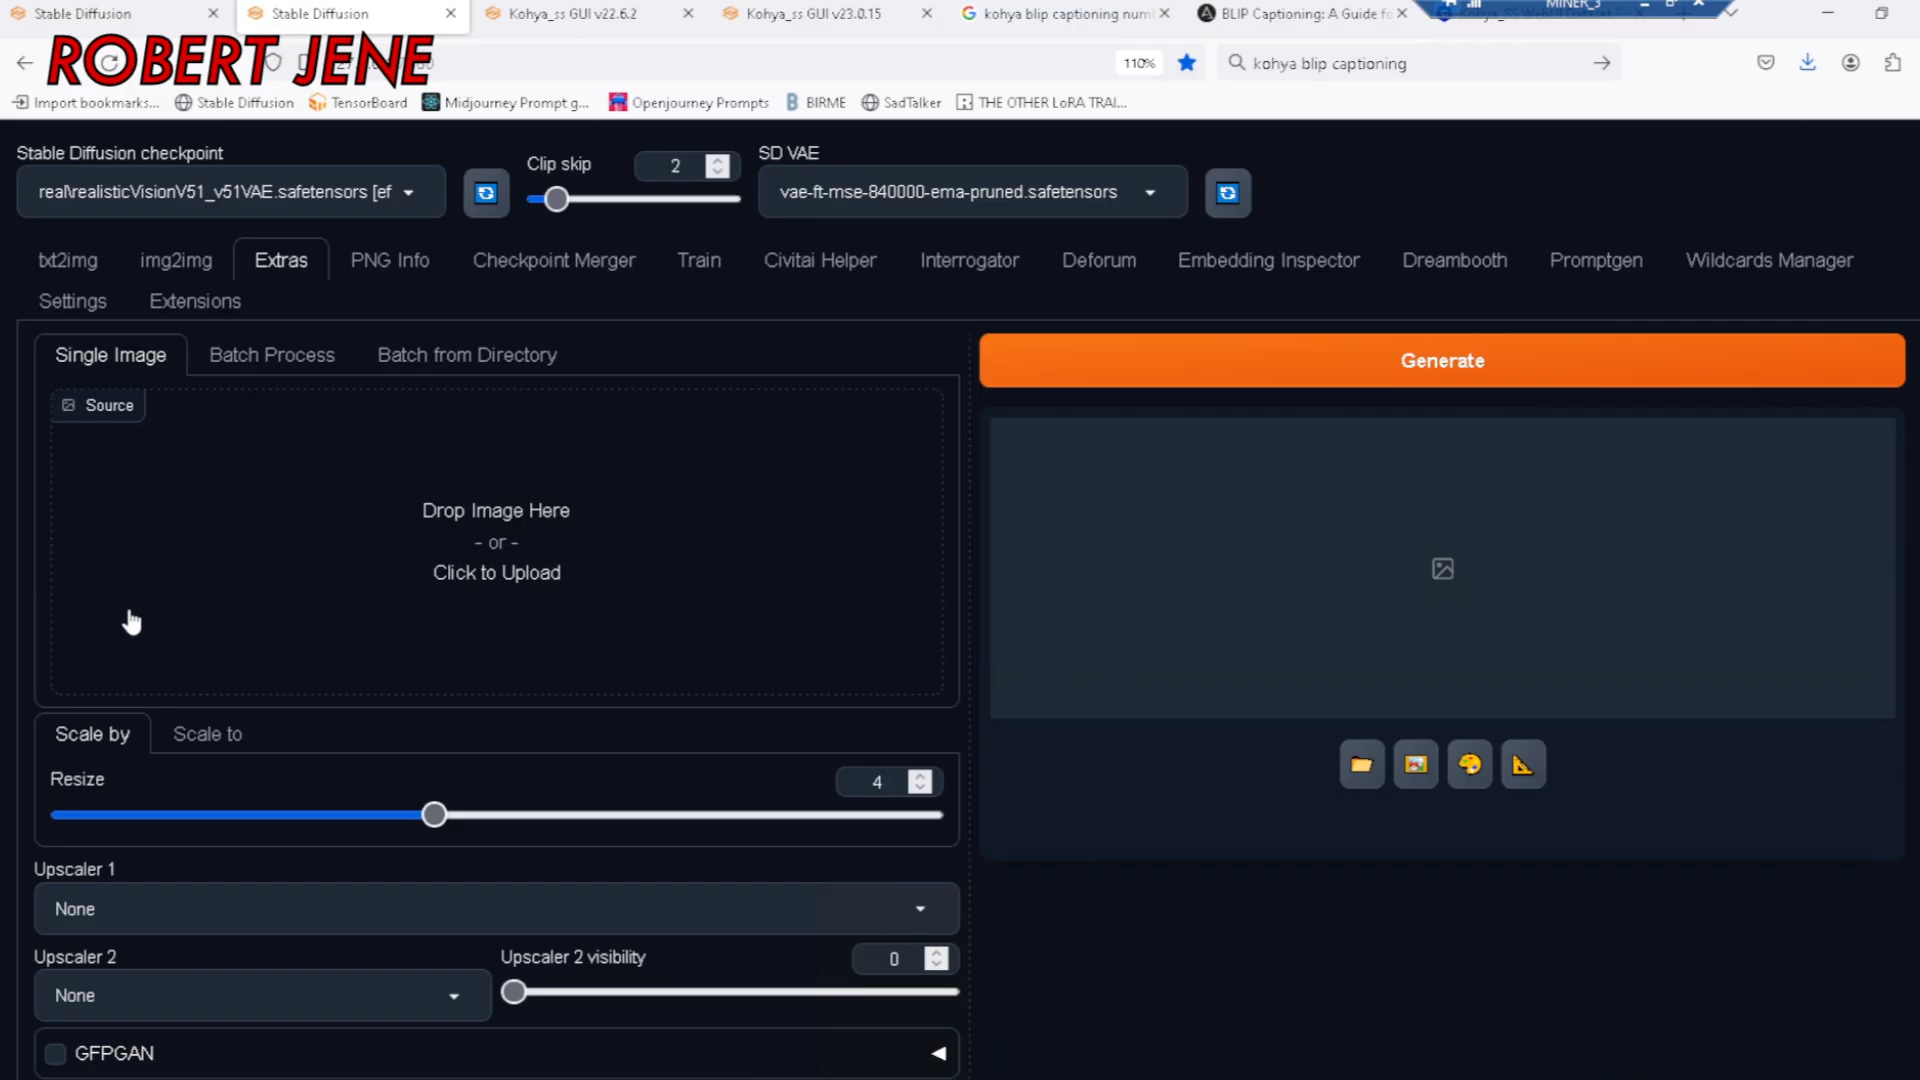 Stable Diffusion
Stable Diffusion
Kohya_ss GUI v22.6.2
Kohya_ss GUI v23.0.15
kohya blip captioning num
BLIP Captioning: A Guide fo
MINER_3
ROBERT JENE
110%
kohya blip captioning
Import bookmarks...
Stable Diffusion
TensorBoard
Midjourney Prompt g...
Openjourney Prompts
BIRME
SadTalker
THE OTHER LoRA TRAI...
Stable Diffusion checkpoint
Clip skip
2
SD VAE
real\realisticVisionV51_v51VAE.safetensors [ef
vae-ft-mse-840000-ema-pruned.safetensors
txt2img
img2img
Extras
PNG Info
Checkpoint Merger
Train
Civitai Helper
Interrogator
Deforum
Embedding Inspector
Dreambooth
Promptgen
Wildcards Manager
Settings
Extensions
Single Image
Batch Process
Batch from Directory
Generate
Source
Drop Image Here
- or -
Click to Upload
Scale by
Scale to
Resize
4
Upscaler 1
None
Upscaler 2
Upscaler 2 visibility
0
None
GFPGAN